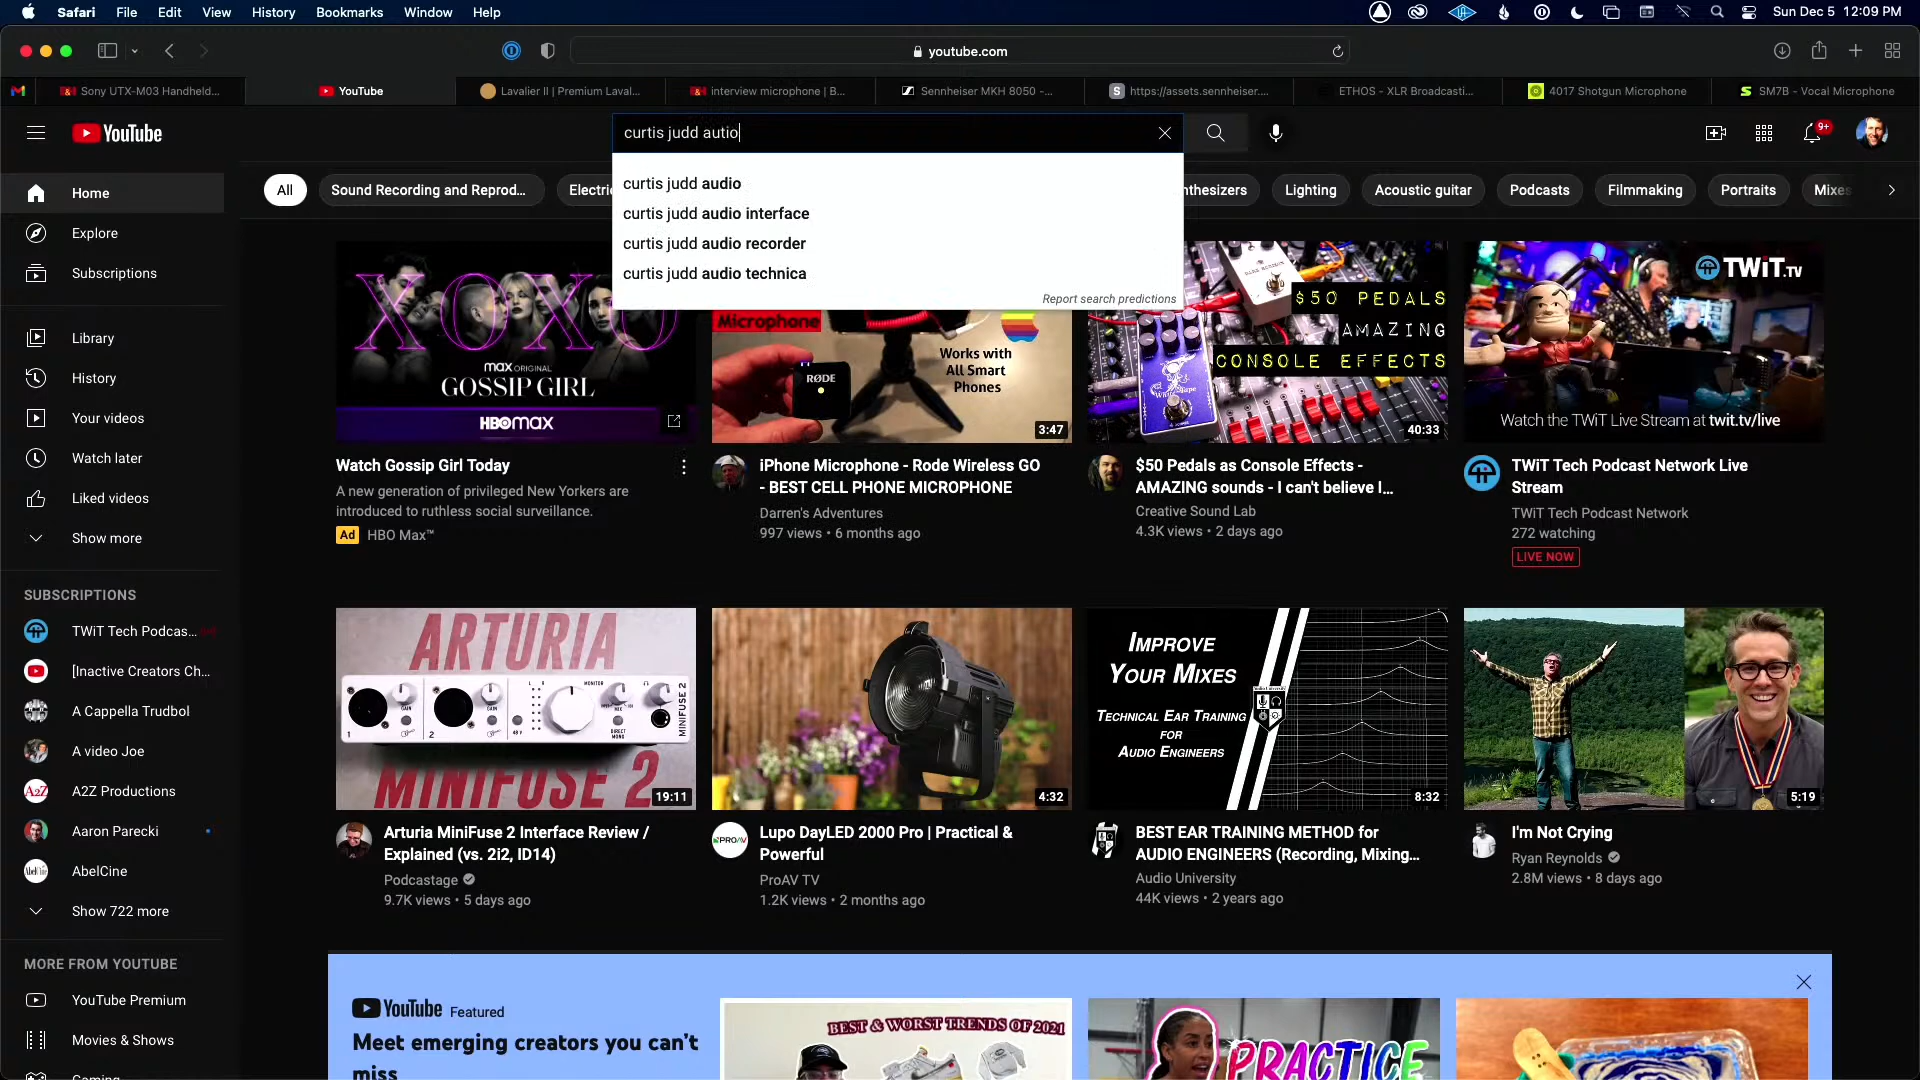 Safari File Edit View History Bookmarks Window Help
Sun Dec 5 12:09 PM
youtube.com
Sony UTX-M03 Handheld...
YouTube
Lavalier II | Premium Laval...
interview microphone | B...
Sennheiser MKH 8050 -...
https://assets.sennheiser....
ETHOS - XLR Broadcasti...
4017 Shotgun Microphone
SM7B - Vocal Microphone
YouTube
curtis judd autio
9+
curtis judd audio
curtis judd audio interface
curtis judd audio recorder
curtis judd audio technica
Report search predictions
All
Sound Recording and Reprod...
Electri
nthesizers
Lighting
Acoustic guitar
Podcasts
Filmmaking
Portraits
Mixes
Home
Explore
Subscriptions
Library
History
Your videos
Watch later
Liked videos
Show more
SUBSCRIPTIONS
TWiT Tech Podcas...
[Inactive Creators Ch...
A Cappella Trudbol
A video Joe
A2Z Productions
Aaron Parecki
AbelCine
Show 722 more
MORE FROM YOUTUBE
YouTube Premium
Movies & Shows
Gaming
XOXO
max ORIGINAL
GOSSIP GIRL
HBOMAX
Watch Gossip Girl Today
A new generation of privileged New Yorkers are
introduced to ruthless social surveillance.
Ad HBO Max™
Microphone
RØDE
Works with
All Smart
Phones
3:47
iPhone Microphone - Rode Wireless GO
- BEST CELL PHONE MICROPHONE
Darren's Adventures
997 views • 6 months ago
$50 PEDALS
AMAZING
CONSOLE EFFECTS
40:33
$50 Pedals as Console Effects -
AMAZING sounds - I can't believe I...
Creative Sound Lab
4.3K views • 2 days ago
TWiT.TV
Watch the TWiT Live Stream at twit.tv/live
TWiT Tech Podcast Network Live
Stream
TWiT Tech Podcast Network
272 watching
LIVE NOW
ARTURIA
MINIFUSE 2
MINIFUSE 2
19:11
Arturia MiniFuse 2 Interface Review /
Explained (vs. 2i2, ID14)
Podcastage
9.7K views • 5 days ago
4:32
PROAV
Lupo DayLED 2000 Pro | Practical &
Powerful
ProAV TV
1.2K views • 2 months ago
IMPROVE
YOUR MIXES
TECHNICAL EAR TRAINING
FOR
AUDIO ENGINEERS
8:32
BEST EAR TRAINING METHOD for
AUDIO ENGINEERS (Recording, Mixing...
Audio University
44K views • 2 years ago
5:19
I'm Not Crying
Ryan Reynolds
2.8M views • 8 days ago
YouTube Featured
Meet emerging creators you can't
miss
BEST & WORST TRENDS OF 2021
PRACTICE